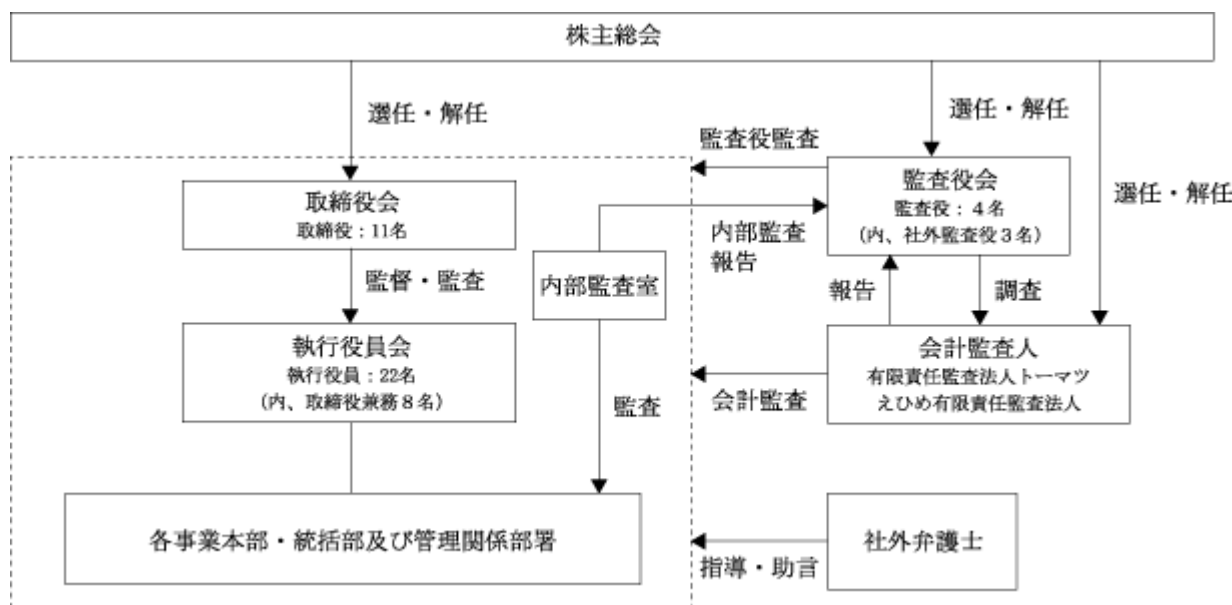 株主総会
選任・解任
選任・解任
選任・解任
監査役監査
取締役会
取締役：11名
監査役会
監査役：4名
（内、社外監査役3名）
内部監査
報告
監督・監査
内部監査室
報告
調査
執行役員会
執行役員：22名
（内、取締役兼務8名）
会計監査人
有限責任監査法人トーマツ
えひめ有限責任監査法人
会計監査
監査
各事業本部・統括部及び管理関係部署
社外弁護士
指導・助言